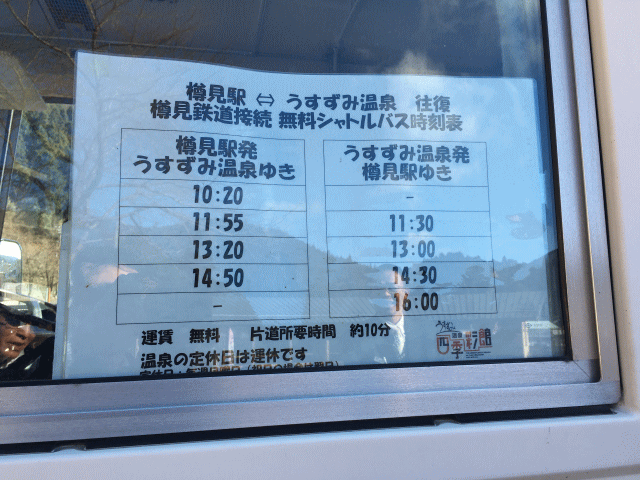 樽見駅 ⇔ うすずみ温泉 往復
樽見鉄道接続 無料シャトルバス時刻表
樽見駅発
うすずみ温泉ゆき
10:20
11:55
13:20
14:50
－
うすずみ温泉発
樽見駅ゆき
－
11:30
13:00
14:30
16:00
運賃 無料 片道所要時間 約10分
温泉の定休日は運休です
四季彩館